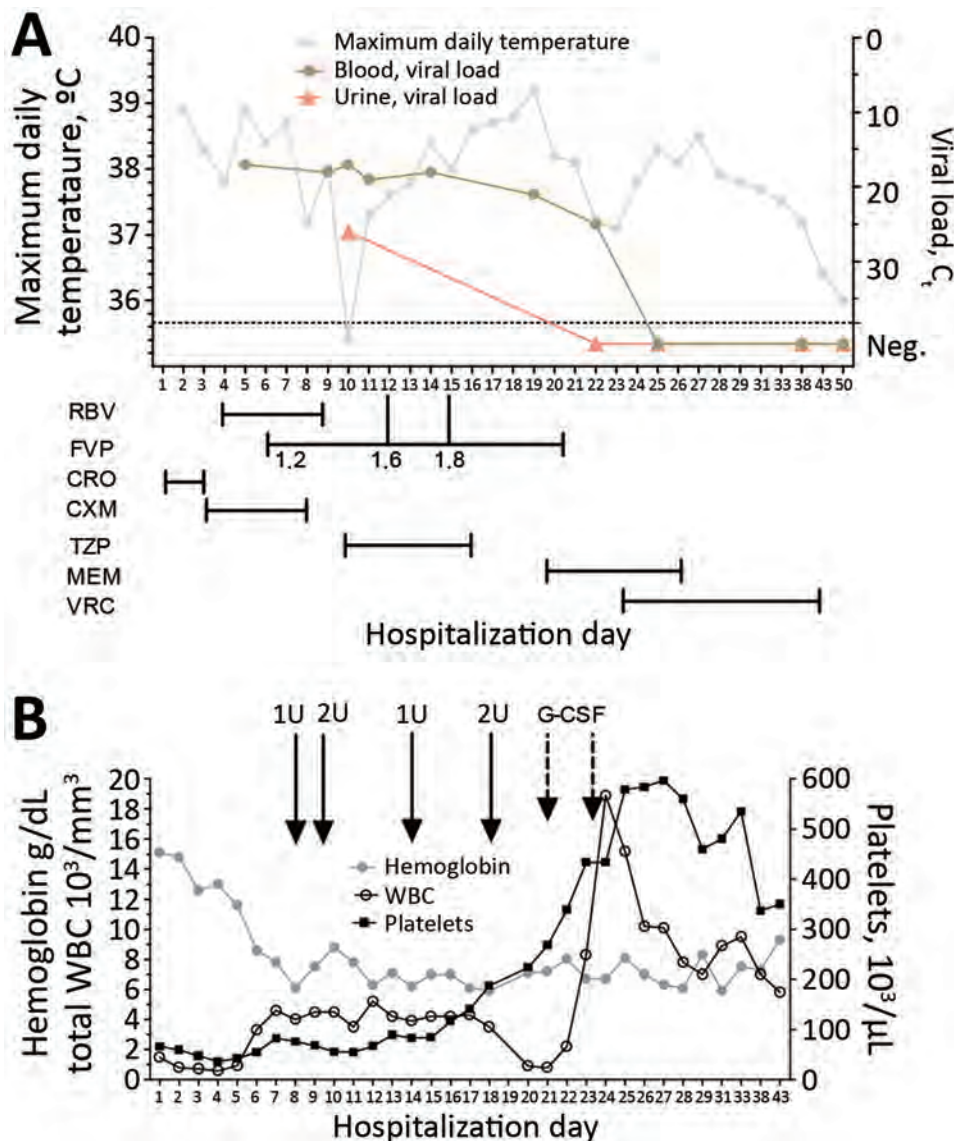 A
Maximum daily temperature
Blood, viral load
Urine, viral load
Maximum daily
temperataure, ºC
40
39
38
37
36
0
10
20
30
Neg.
Viral load, Ct
1 2 3 4 5 6 7 8 9 10 11 12 13 14 15 16 17 18 19 20 21 22 23 24 25 26 27 28 29 31 33 38 43 50
RBV
FVP
1,2 1,6 1,8
CRO
CXM
TZP
MEM
VRC
Hospitalization day
B
1U 2U 1U 2U G-CSF
Hemoglobin g/dL
total WBC 10³/mm³
20
18
16
14
12
10
8
6
4
2
0
Hemoglobin
WBC
Platelets
600
500
400
300
200
100
0
Platelets, 10³/µL
1 2 3 4 5 6 7 8 9 10 11 12 13 14 15 16 17 18 19 20 21 22 23 24 25 26 27 28 29 31 33 38 43
Hospitalization day